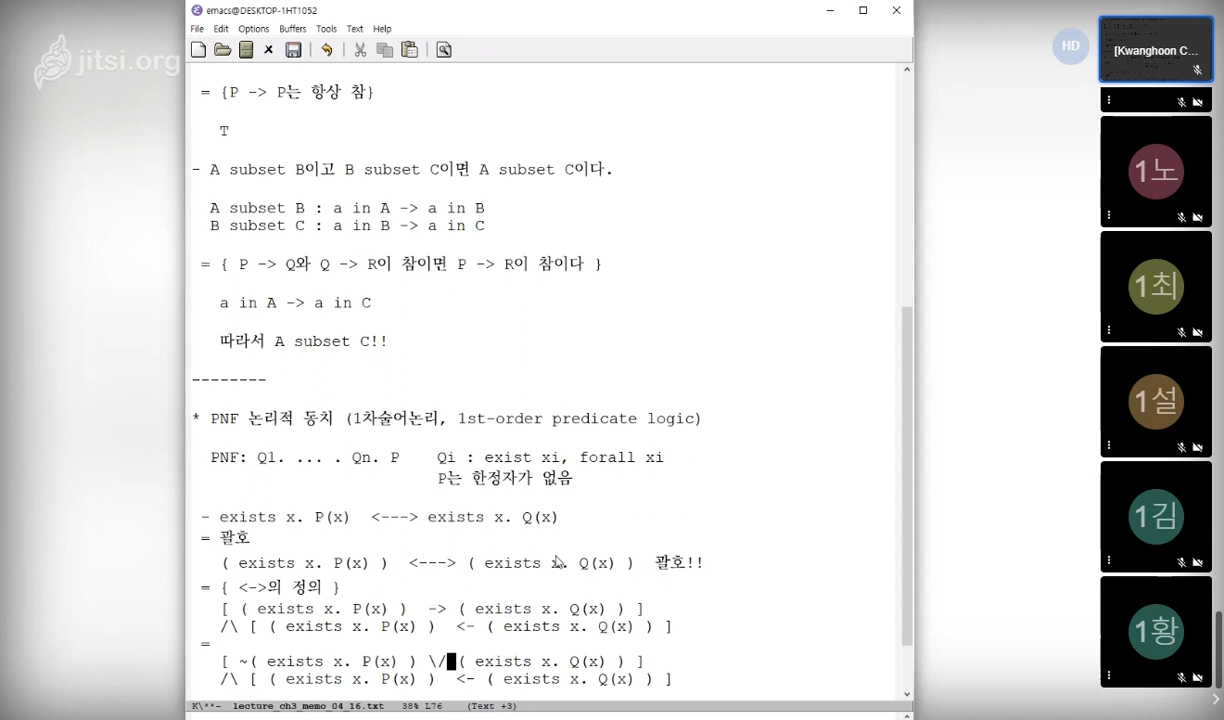 emacs@DESKTOP-1HT1052
File Edit Options Buffers Tools Text Help
jitsi.org
HD
[Kwanghoon C...
= {P -> P는 항상 참}
T
- A subset B이고 B subset C이면 A subset C이다.
A subset B : a in A -> a in B
B subset C : a in B -> a in C
= { P -> Q와 Q -> R이 참이면 P -> R이 참이다 }
a in A -> a in C
따라서 A subset C!!
--------
* PNF 논리적 동치 (1차술어논리, 1st-order predicate logic)
PNF: Q1. ... . Qn. P    Qi : exist xi, forall xi
P는 한정자가 없음
- exists x. P(x)  <---> exists x. Q(x)
= 괄호
( exists x. P(x) )  <---> ( exists x. Q(x) )  괄호!!
= { <->의 정의 }
[ ( exists x. P(x) )  -> ( exists x. Q(x) ) ]
/\ [ ( exists x. P(x) )  <- ( exists x. Q(x) ) ]
=
[ ~( exists x. P(x) ) \/ ( exists x. Q(x) ) ]
/\ [ ( exists x. P(x) )  <- ( exists x. Q(x) ) ]
K\**-  lecture_ch3_memo_04_16.txt   38% L76   (Text +3)
1노
1최
1설
1김
1황